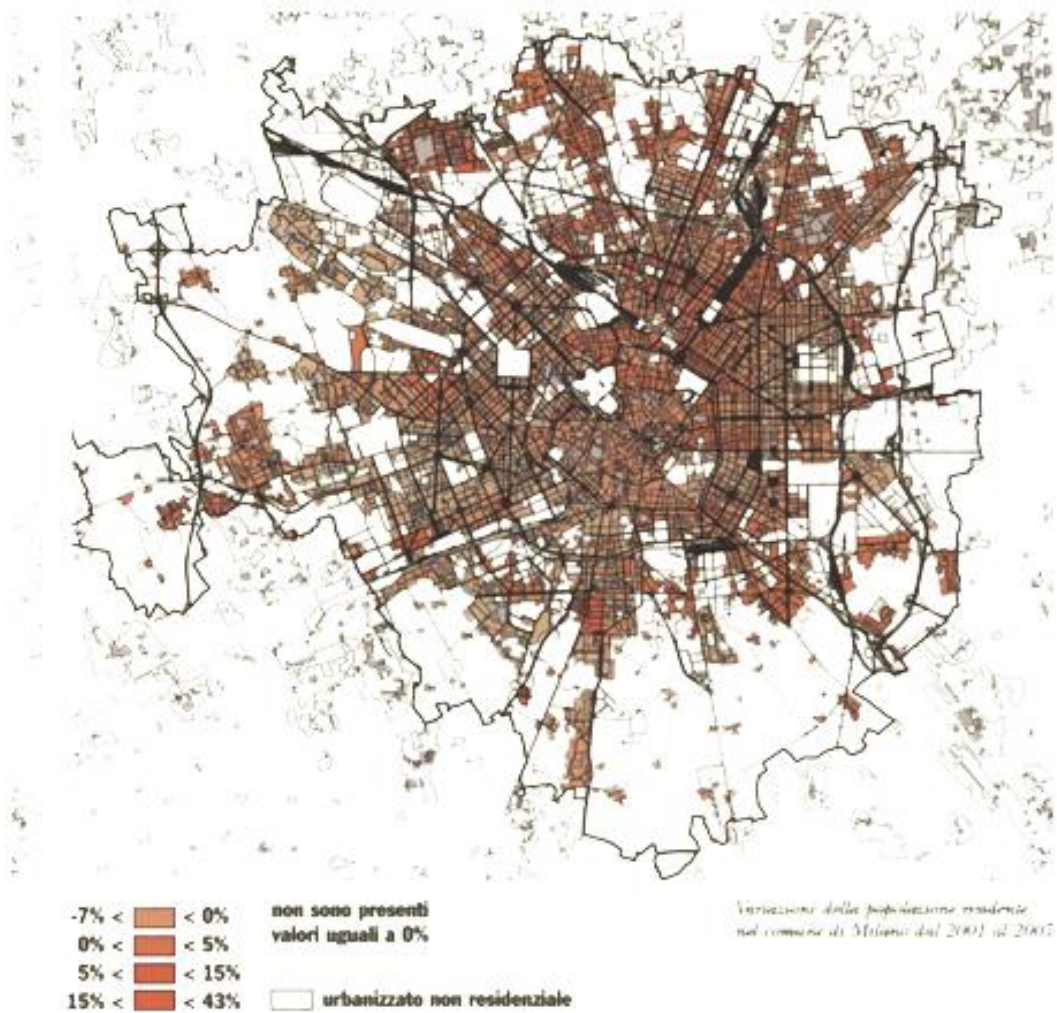 -7% < < 0%
0% < < 5%
5% < < 15%
15% < < 43%
non sono presenti
valori uguali a 0%
urbanizzato non residenziale
Variazione della popolazione residente
nel comune di Milano dal 2001 al 2007